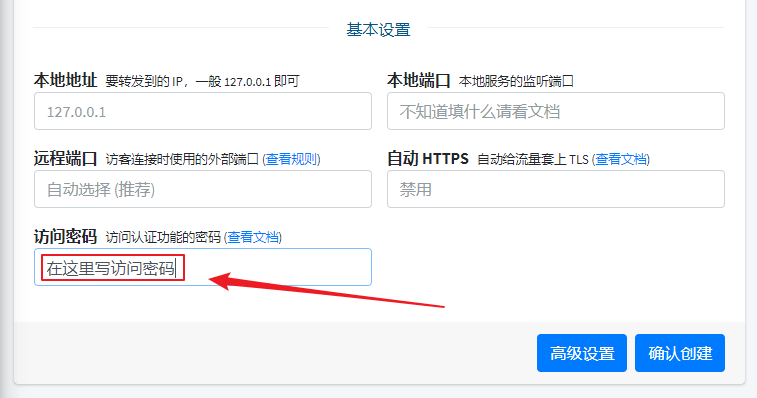 基本设置
本地地址 要转发到的 IP，一般 127.0.0.1 即可
127.0.0.1
本地端口 本地服务的监听端口
不知道填什么请看文档
远程端口 访客连接时使用的外部端口 (查看规则)
自动选择 (推荐)
自动 HTTPS 自动给流量套上 TLS (查看文档)
禁用
访问密码 访问认证功能的密码 (查看文档)
在这里写访问密码
高级设置
确认创建